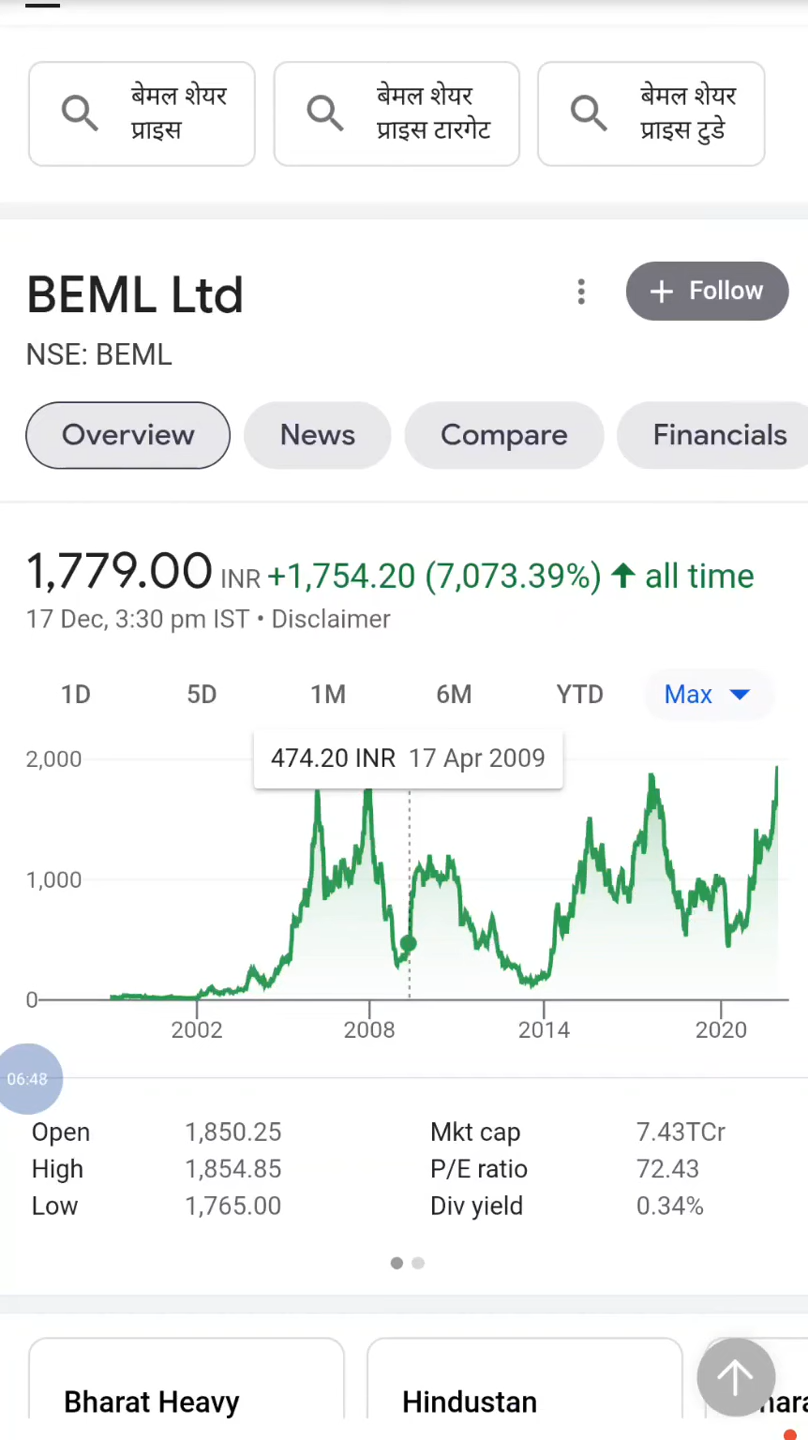 बेमल शेयर
प्राइस
बेमल शेयर
प्राइस टारगेट
बेमल शेयर
प्राइस टुडे
BEML Ltd
+ Follow
NSE: BEML
Overview News Compare Financials
1,779.00 INR +1,754.20 (7,073.39%) ↑ all time
17 Dec, 3:30 pm IST • Disclaimer
1D 5D 1M 6M YTD Max
474.20 INR 17 Apr 2009
2,000
1,000
0
2002 2008 2014 2020
06:48
Open 1,850.25 Mkt cap 7.43TCr
High 1,854.85 P/E ratio 72.43
Low 1,765.00 Div yield 0.34%
Bharat Heavy Hindustan